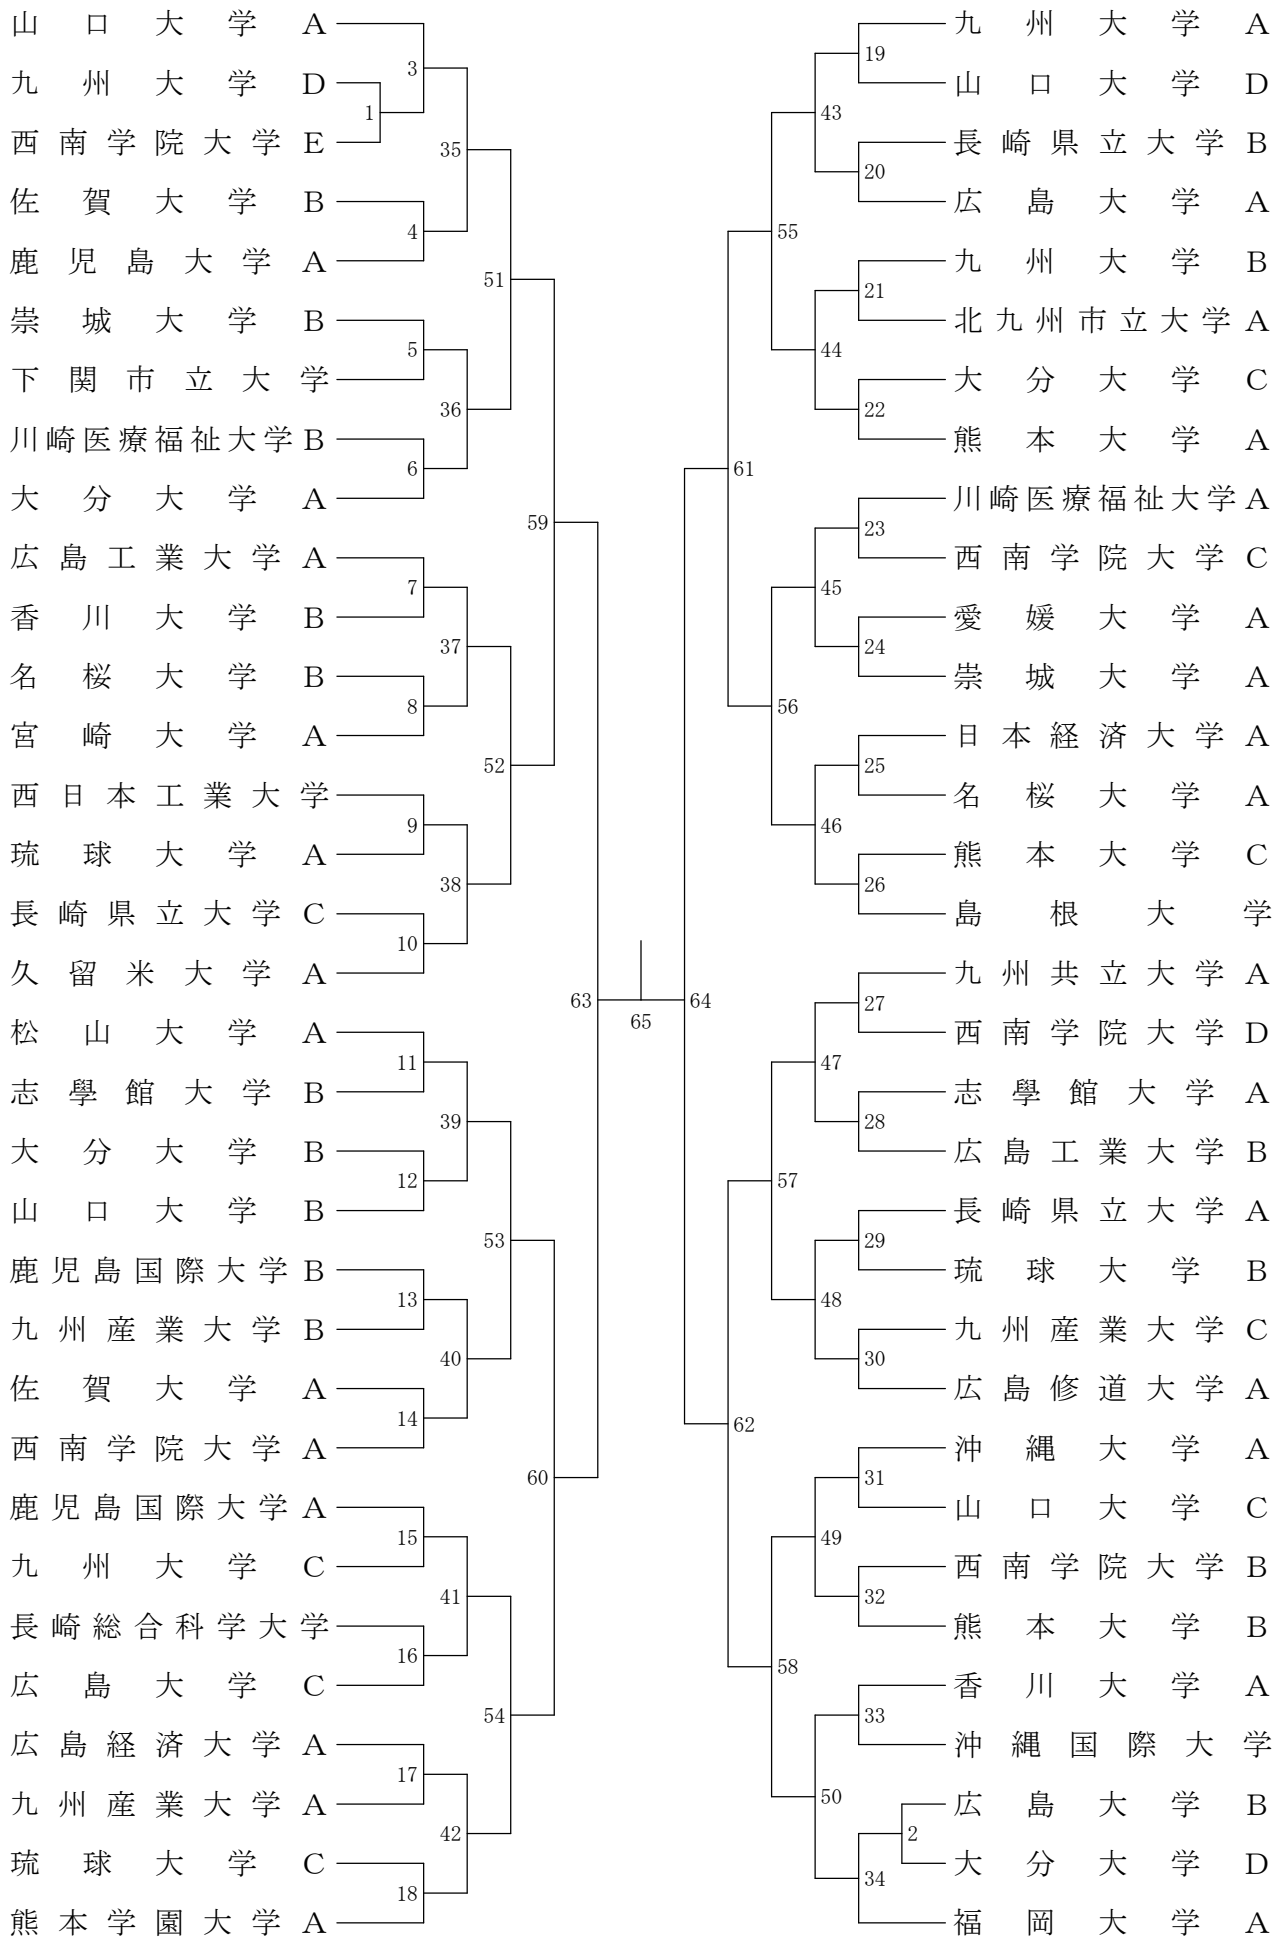 山口大学A
九州大学D
西南学院大学E
佐賀大学B
鹿児島大学A
崇城大学B
下関市立大学
川崎医療福祉大学B
大分大学A
広島工業大学A
香川大学B
名桜大学B
宮崎大学A
西日本工業大学
琉球大学A
長崎県立大学C
久留米大学A
松山大学A
志學館大学B
大分大学B
山口大学B
鹿児島国際大学B
九州産業大学B
佐賀大学A
西南学院大学A
鹿児島国際大学A
九州大学C
長崎総合科学大学
広島大学C
広島経済大学A
九州産業大学A
琉球大学C
熊本学園大学A
1
3
4
5
6
7
8
9
10
11
12
13
14
15
16
17
18
35
36
37
38
39
40
41
42
51
52
53
54
59
60
63
65
64
61
62
55
56
57
58
43
44
45
46
47
48
49
50
19
20
21
22
23
24
25
26
27
28
29
30
31
32
33
34
2
九州大学A
山口大学D
長崎県立大学B
広島大学A
九州大学B
北九州市立大学A
大分大学C
熊本大学A
川崎医療福祉大学A
西南学院大学C
愛媛大学A
崇城大学A
日本経済大学A
名桜大学A
熊本大学C
島根大学
九州共立大学A
西南学院大学D
志學館大学A
広島工業大学B
長崎県立大学A
琉球大学B
九州産業大学C
広島修道大学A
沖縄大学A
山口大学C
西南学院大学B
熊本大学B
香川大学A
沖縄国際大学
広島大学B
大分大学D
福岡大学A